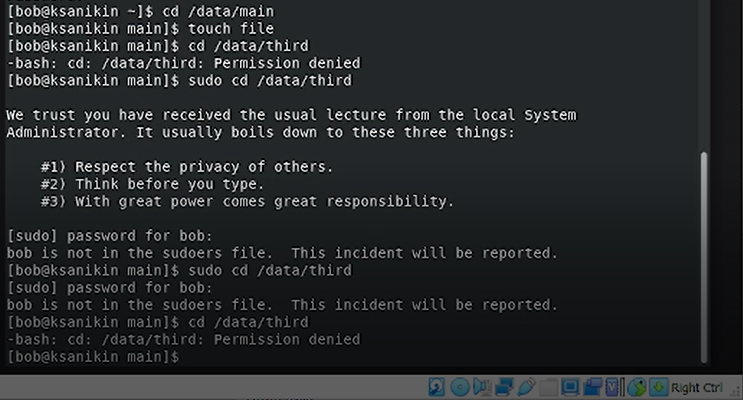 [bob@ksanikin ~]$ cd /data/main
[bob@ksanikin main]$ touch file
[bob@ksanikin main]$ cd /data/third
-bash: cd: /data/third: Permission denied
[bob@ksanikin main]$ sudo cd /data/third
We trust you have received the usual lecture from the local System
Administrator. It usually boils down to these three things:
#1) Respect the privacy of others.
#2) Think before you type.
#3) With great power comes great responsibility.
[sudo] password for bob:
bob is not in the sudoers file.  This incident will be reported.
[bob@ksanikin main]$ sudo cd /data/third
[sudo] password for bob:
bob is not in the sudoers file.  This incident will be reported.
[bob@ksanikin main]$ cd /data/third
-bash: cd: /data/third: Permission denied
[bob@ksanikin main]$
Right Ctrl